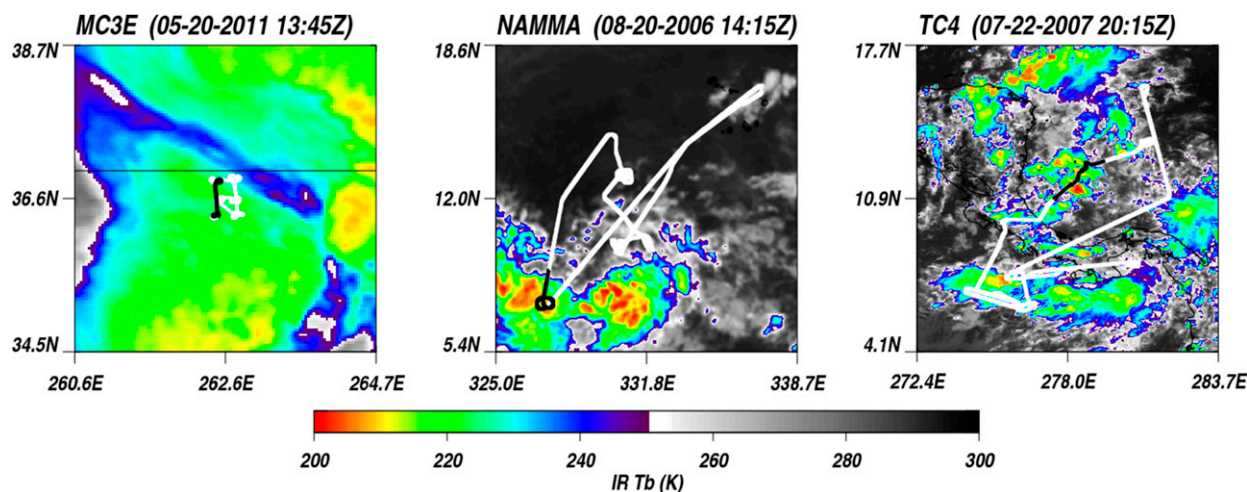 MC3E (05-20-2011 13:45Z)
NAMMA (08-20-2006 14:15Z)
TC4 (07-22-2007 20:15Z)
38.7N
36.6N
34.5N
260.6E 262.6E 264.7E
18.6N
12.0N
5.4N
325.0E 331.8E 338.7E
17.7N
10.9N
4.1N
272.4E 278.0E 283.7E
200 220 240 260 280 300
IR Tb (K)